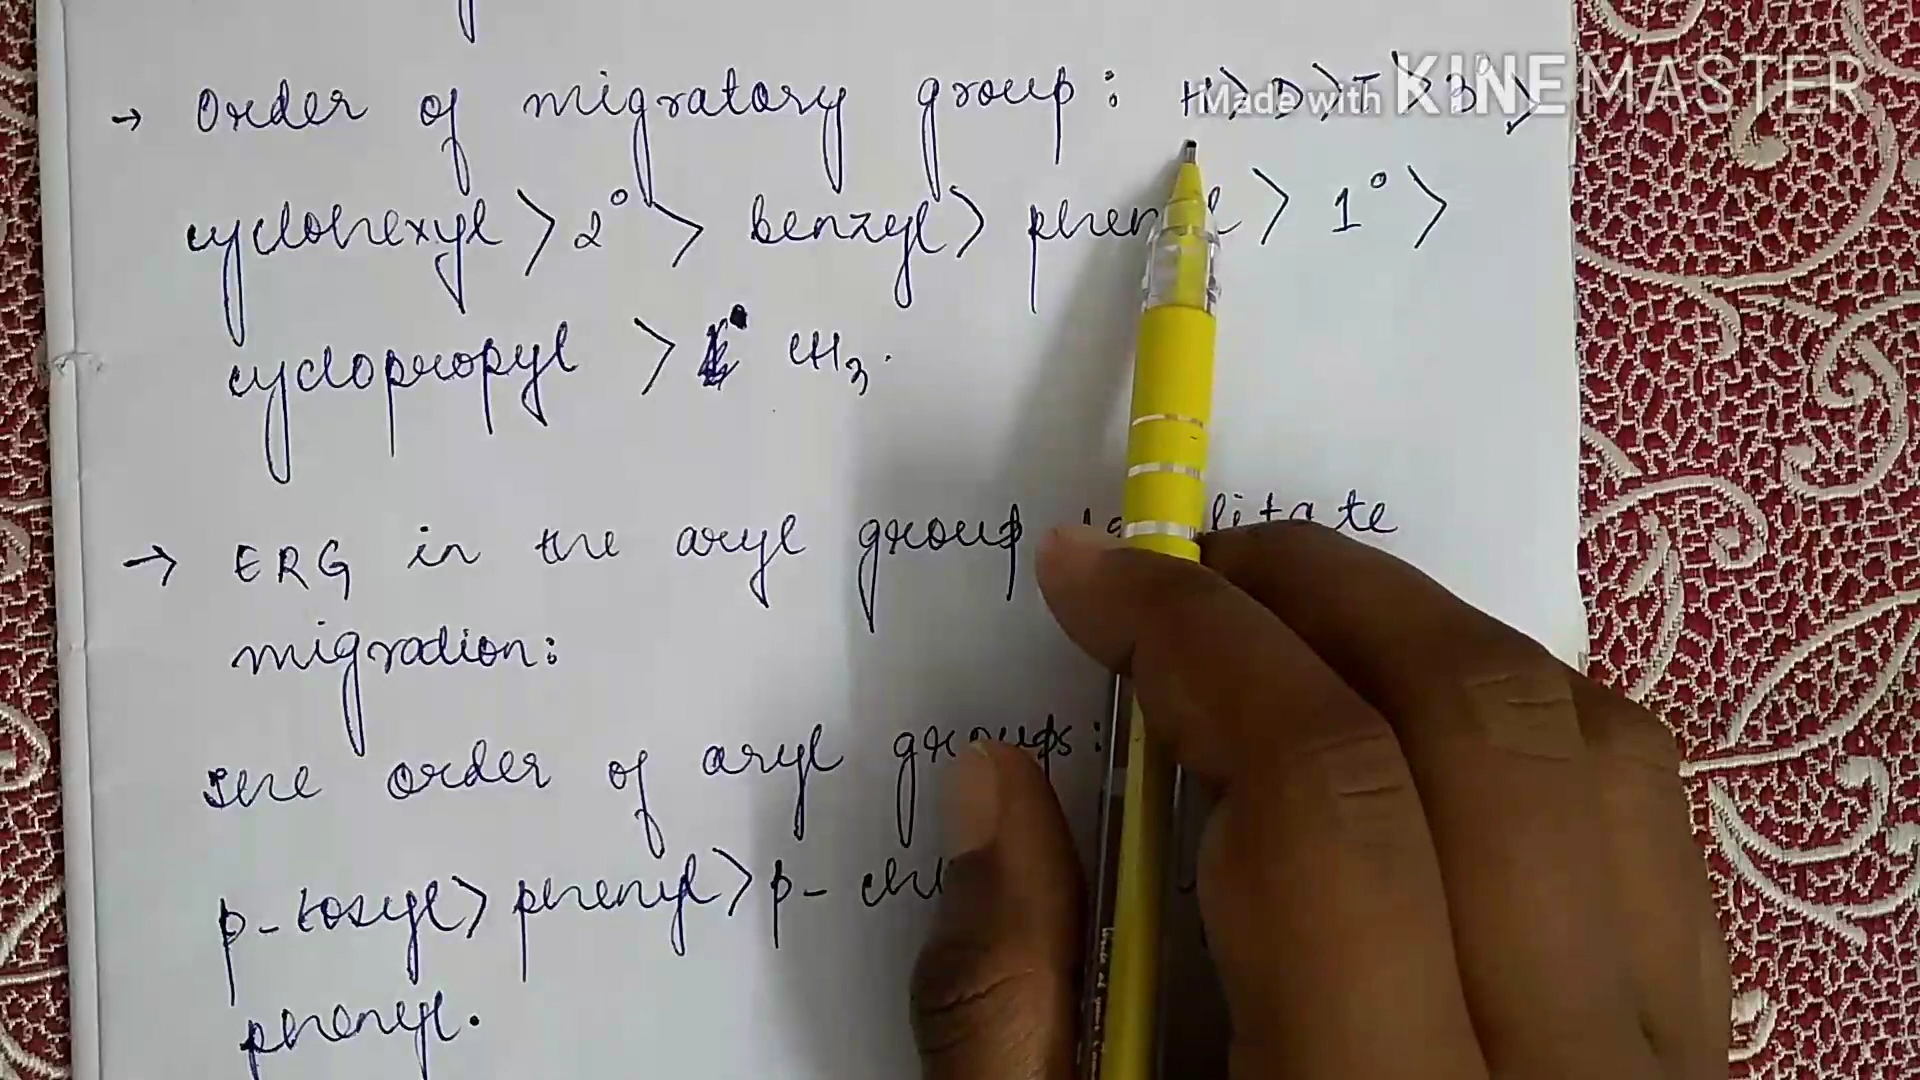 → Order of migratory group: H > D > T > 3° >
Made with KINEMASTER
cyclohexyl > 2° > benzyl > phenyl > 1° >
cyclopropyl > CH₃.
→ ERG in the aryl group facilitate
migration:
The order of aryl groups:
p-tosyl > phenyl > p-
phenyl.